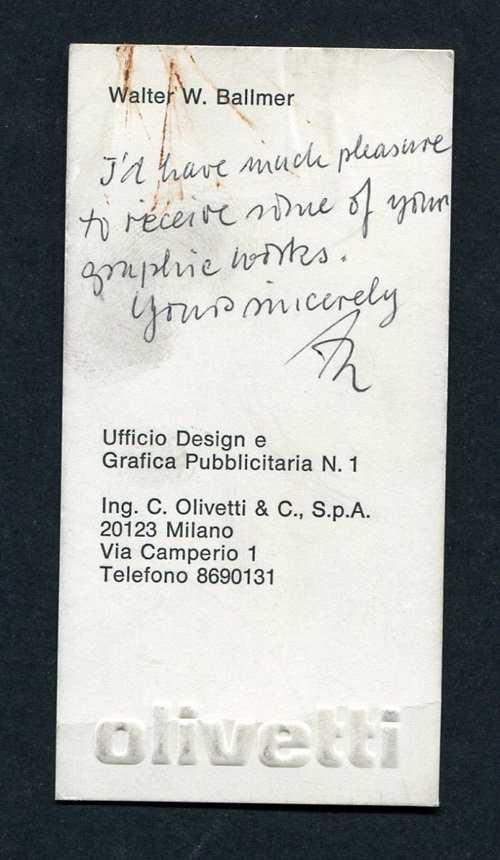 Walter W. Ballmer
I'd have much pleasure
to receive some of your
graphic works.
Yours sincerely
Ufficio Design e
Grafica Pubblicitaria N. 1
Ing. C. Olivetti & C., S.p.A.
20123 Milano
Via Camperio 1
Telefono 8690131
olivetti